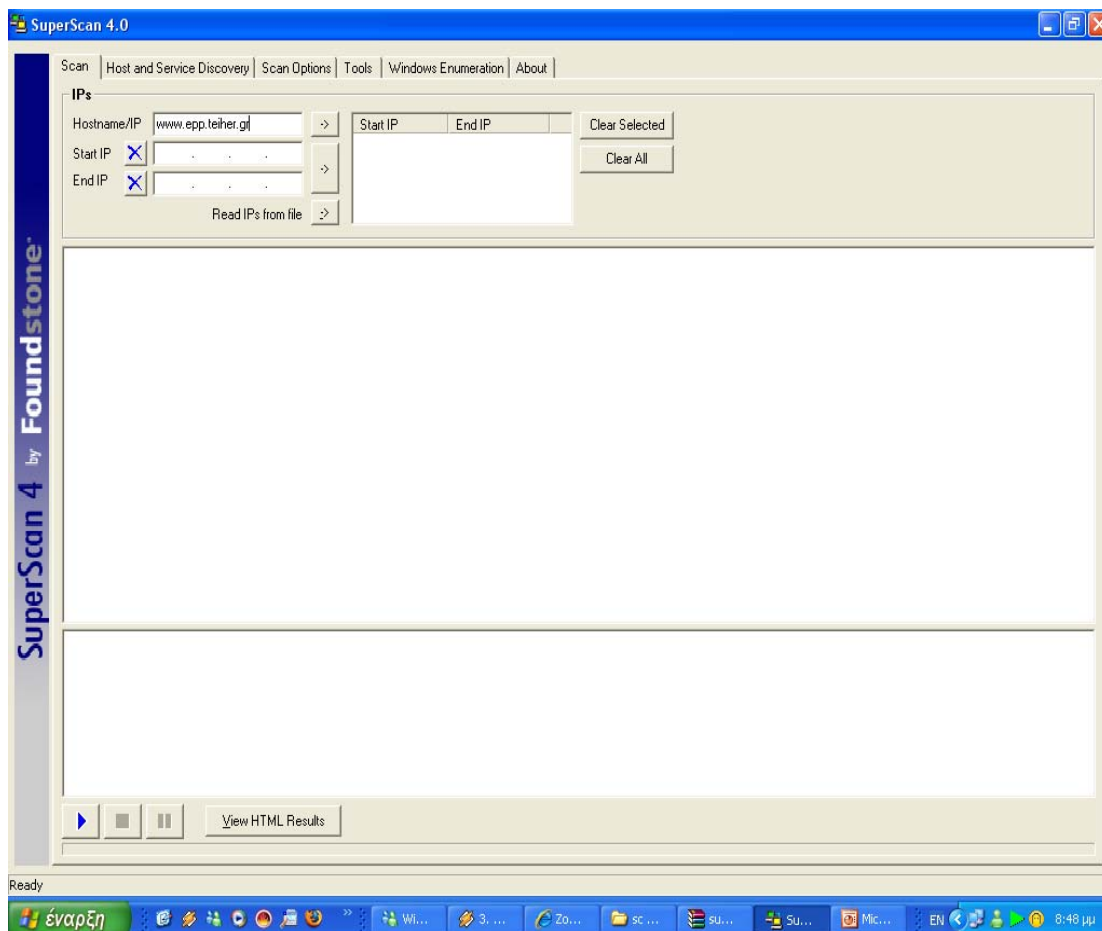 SuperScan 4.0
Scan Host and Service Discovery Scan Options Tools Windows Enumeration About
IPs
Hostname/IP www.epp.teiher.gr -> Start IP End IP Clear Selected
Start IP . . . -> Clear All
End IP . . .
Read IPs from file ->
SuperScan 4 by Foundstone
View HTML Results
Ready
έναρξη » Wi... 3. ... Zo... sc ... su... Su... Mic... EN 8:48 μμ